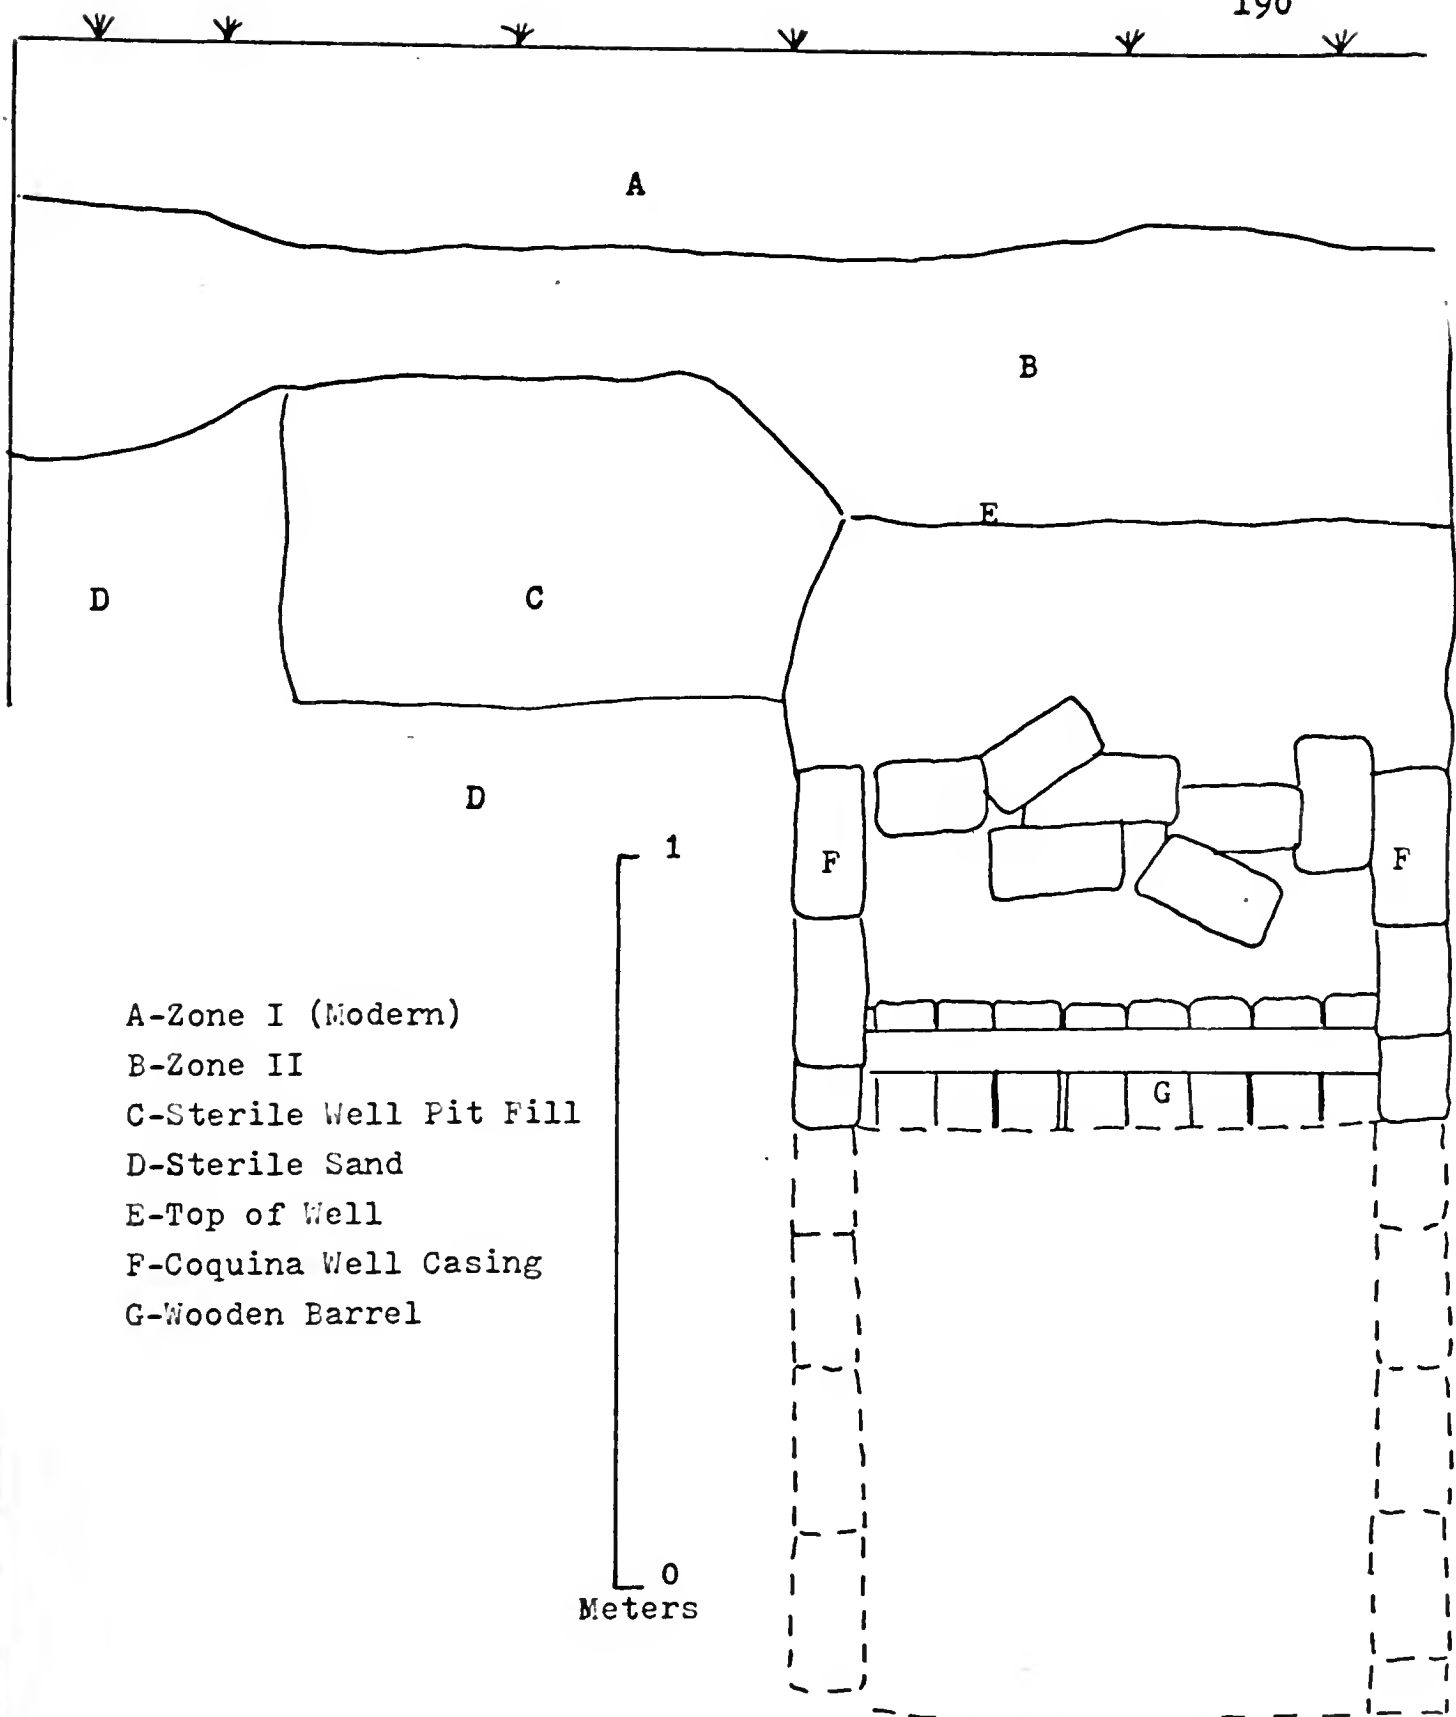 190
A
B
E
D
C
D
1
F
F
A-Zone I (Modern)
B-Zone II
C-Sterile Well Pit Fill
D-Sterile Sand
E-Top of Well
F-Coquina Well Casing
G-Wooden Barrel
G
0
Meters